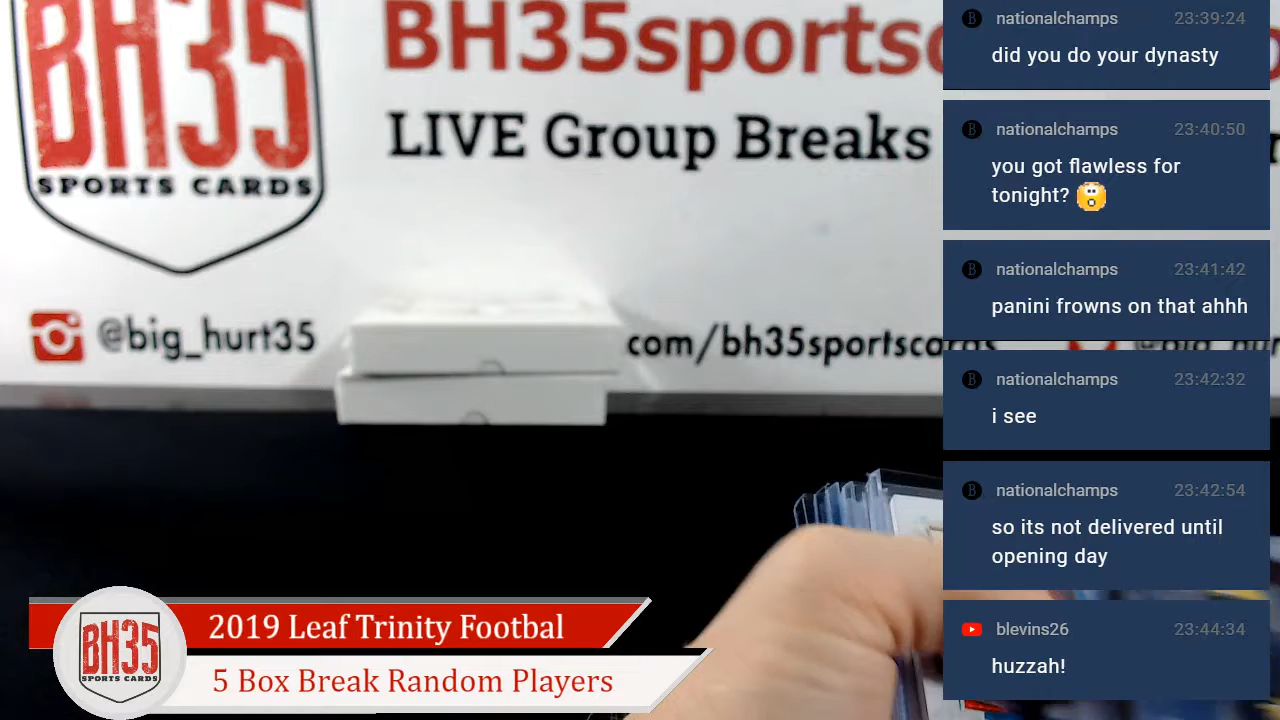 BH35
SPORTS CARDS
BH35sportsc
LIVE Group Breaks
@big_hurt35
com/bh35sportscards
nationalchamps 23:39:24
did you do your dynasty
nationalchamps 23:40:50
you got flawless for
tonight?
nationalchamps 23:41:42
panini frowns on that ahhh
nationalchamps 23:42:32
i see
nationalchamps 23:42:54
so its not delivered until
opening day
blevins26 23:44:34
huzzah!
BH35
SPORTS CARDS
2019 Leaf Trinity Footbal
5 Box Break Random Players